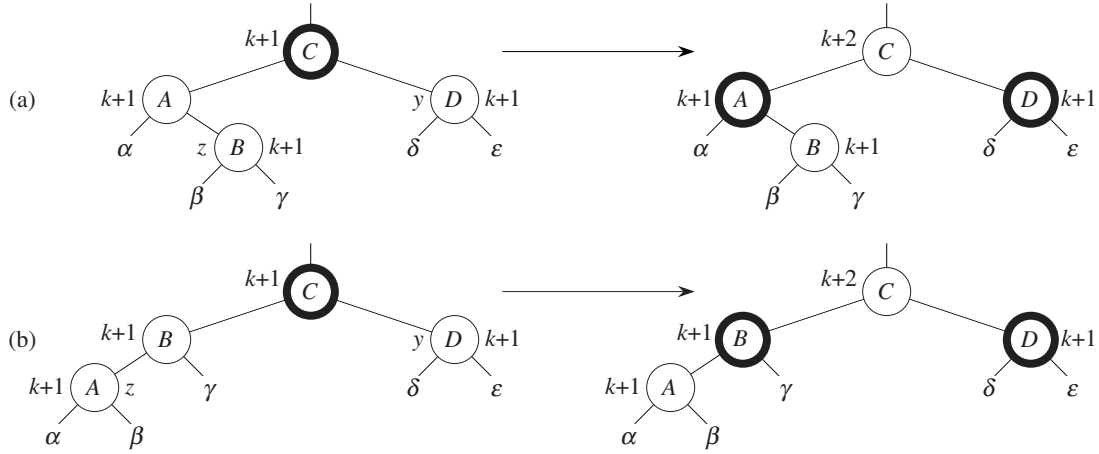 k+1 C k+2 C
(a) k+1 A y D k+1 k+1 A D k+1
α z B k+1 δ ε α B k+1 δ ε
β γ β γ
k+1 C k+2 C
(b) k+1 B y D k+1 k+1 B D k+1
k+1 A z γ δ ε k+1 A γ δ ε
α β α β